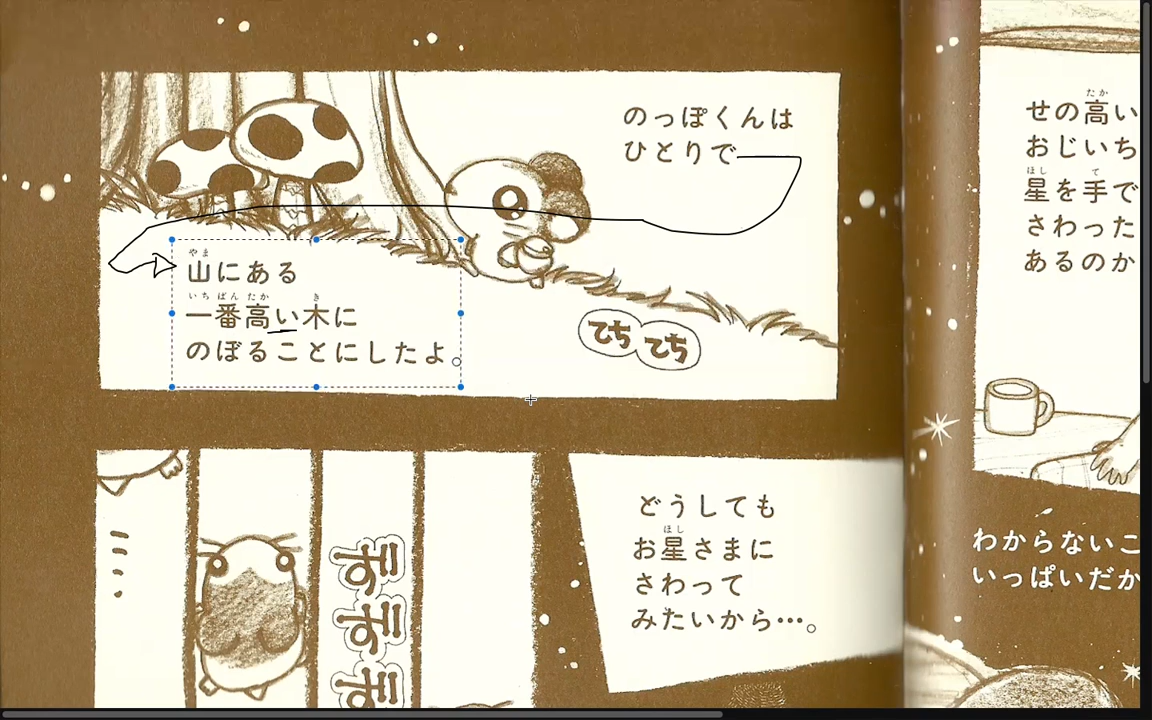 のっぽくんは
ひとりで
山にある
やま
一番高い木に
いちばんたか き
のぼることにしたよ。
てちてち
どうしても
お星さまに
ほし
さわって
みたいから…。
せの高い
たか
おじいち
星を手で
ほし て
さわった
あるのか
わからないこ
いっぱいだか